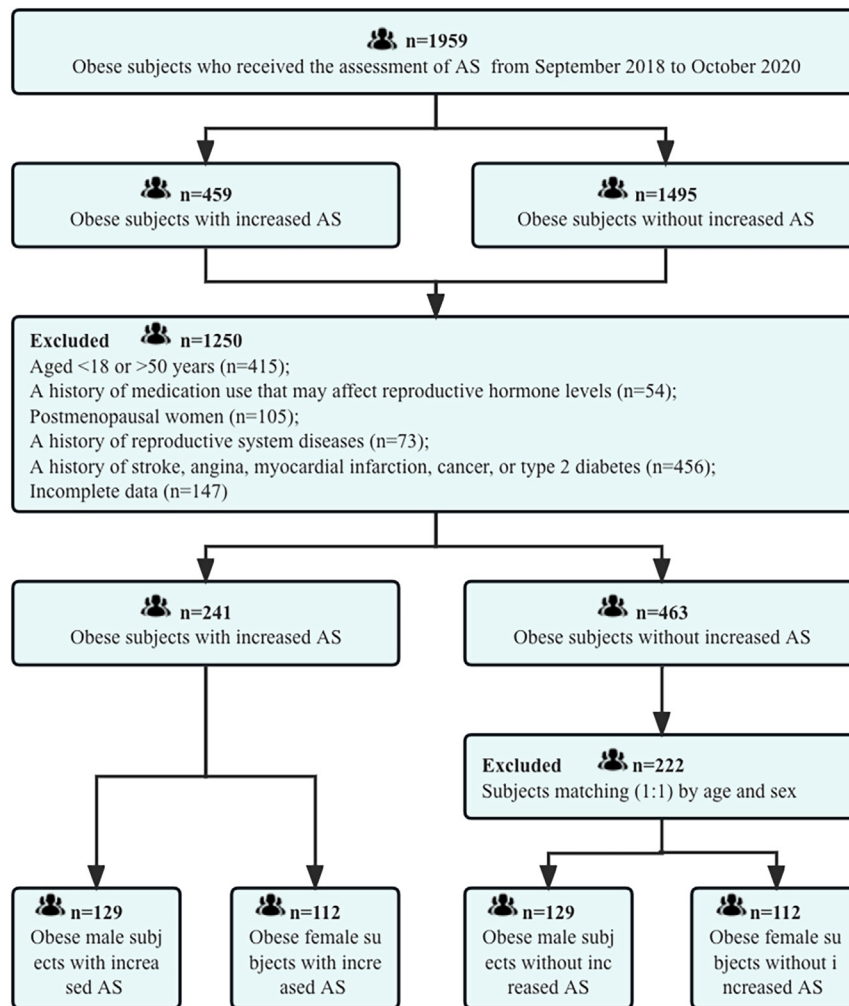 n=1959
Obese subjects who received the assessment of AS from September 2018 to October 2020
n=459
Obese subjects with increased AS
n=1495
Obese subjects without increased AS
Excluded n=1250
Aged <18 or >50 years (n=415);
A history of medication use that may affect reproductive hormone levels (n=54);
Postmenopausal women (n=105);
A history of reproductive system diseases (n=73);
A history of stroke, angina, myocardial infarction, cancer, or type 2 diabetes (n=456);
Incomplete data (n=147)
n=241
Obese subjects with increased AS
n=463
Obese subjects without increased AS
Excluded n=222
Subjects matching (1:1) by age and sex
n=129
Obese male subj
ects with increa
sed AS
n=112
Obese female su
bjects with incre
ased AS
n=129
Obese male subj
ects without inc
reased AS
n=112
Obese female su
bjects without i
ncreased AS